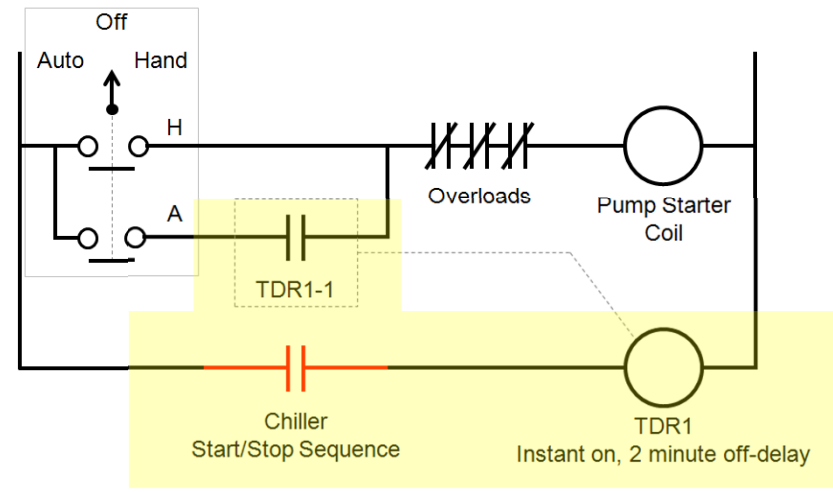 Off
Auto Hand
H
Overloads
Pump Starter
Coil
A
TDR1-1
Chiller
Start/Stop Sequence
TDR1
Instant on, 2 minute off-delay